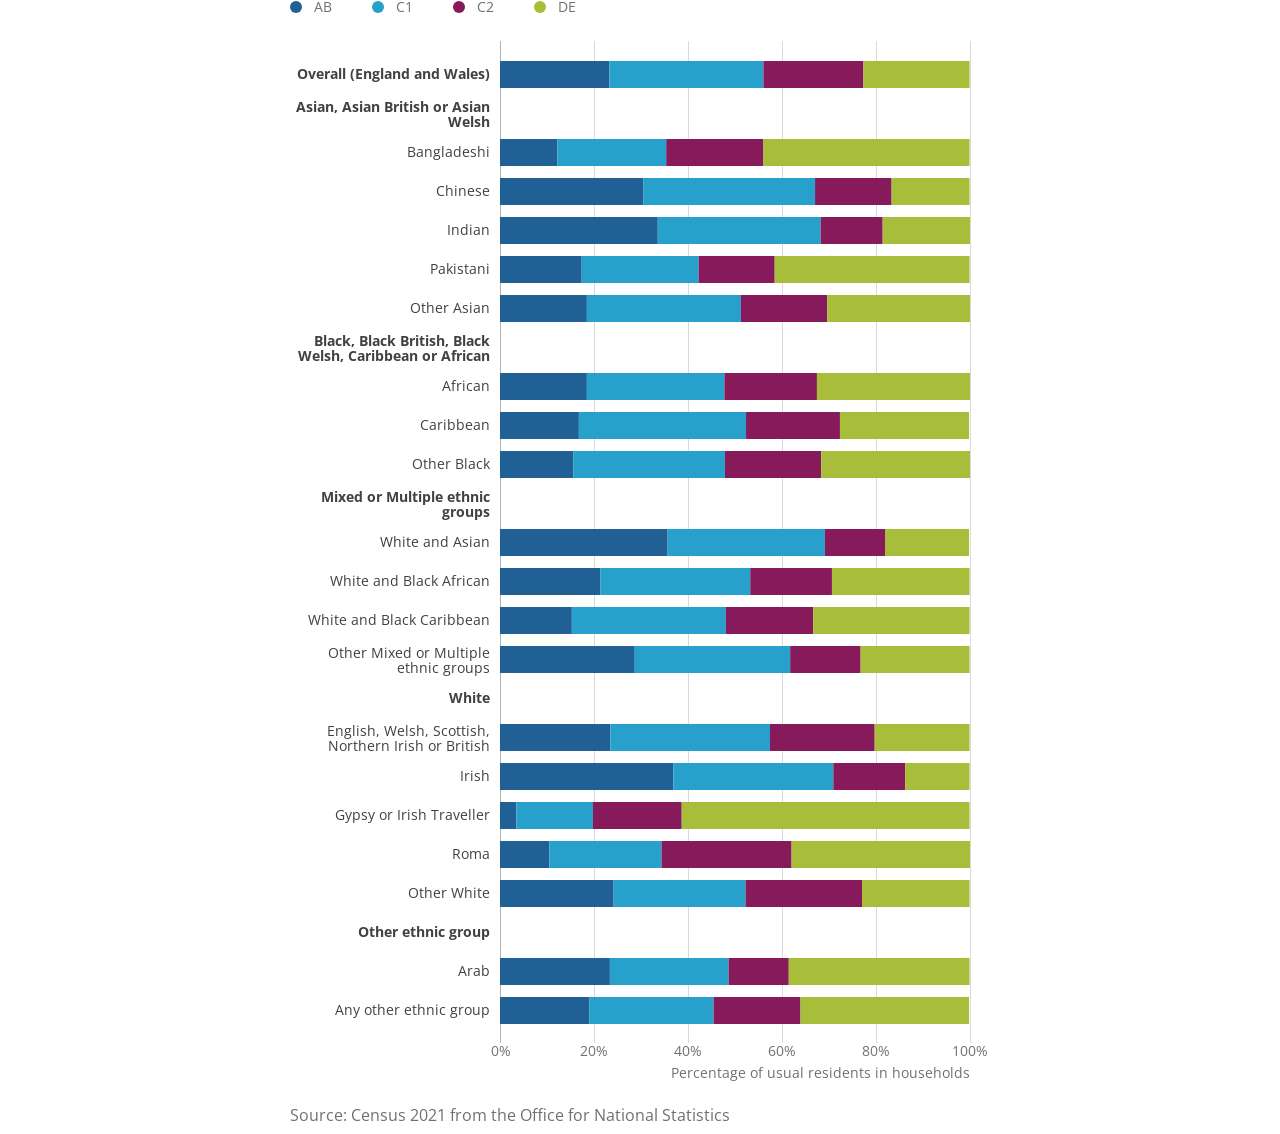 AB C1 C2 DE
Overall (England and Wales)
Asian, Asian British or Asian
Welsh
Bangladeshi
Chinese
Indian
Pakistani
Other Asian
Black, Black British, Black
Welsh, Caribbean or African
African
Caribbean
Other Black
Mixed or Multiple ethnic
groups
White and Asian
White and Black African
White and Black Caribbean
Other Mixed or Multiple
ethnic groups
White
English, Welsh, Scottish,
Northern Irish or British
Irish
Gypsy or Irish Traveller
Roma
Other White
Other ethnic group
Arab
Any other ethnic group
0% 20% 40% 60% 80% 100%
Percentage of usual residents in households
Source: Census 2021 from the Office for National Statistics